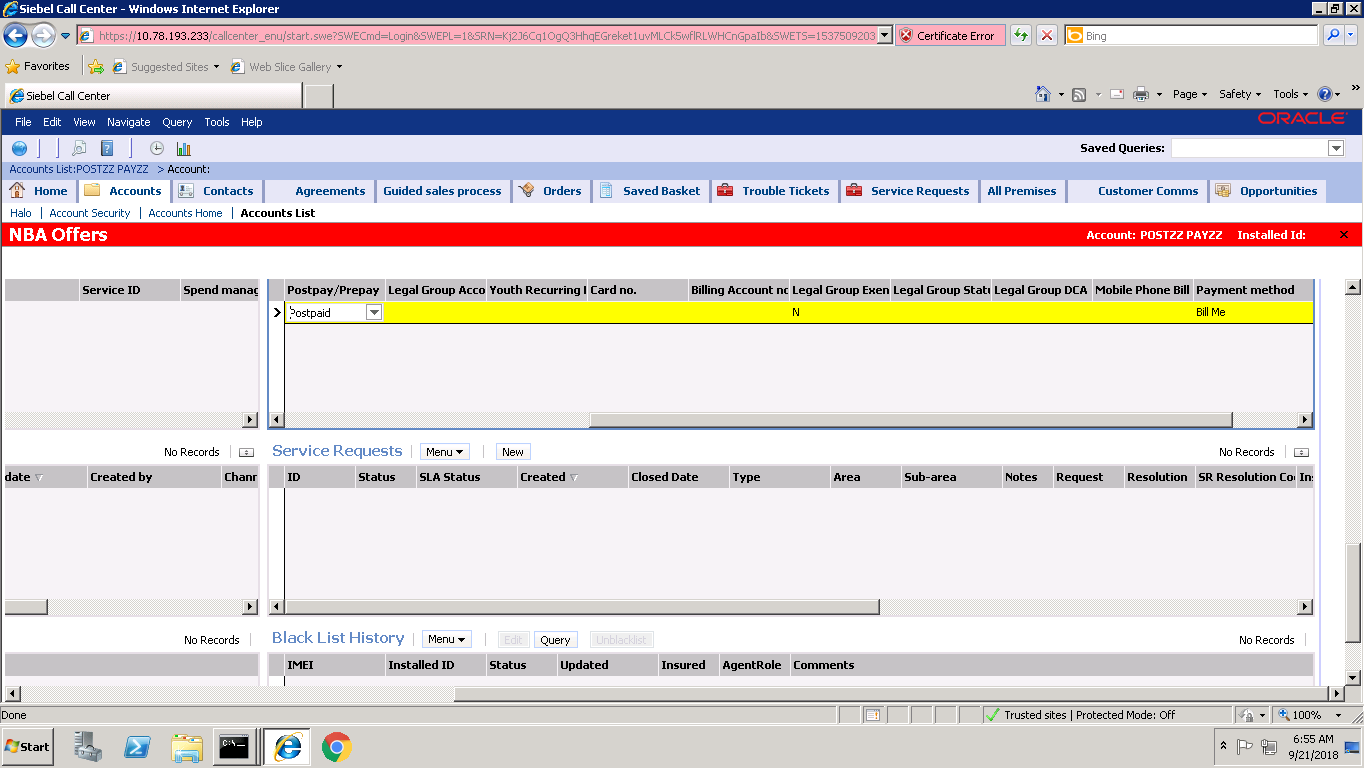 Siebel Call Center - Windows Internet Explorer
https://10.78.193.233/callcenter_enu/start.swe?SWECmd=Login&SWEPL=1&SRN= Certificate Error Bing
Favorites Suggested Sites Web Slice Gallery
Siebel Call Center Page Safety Tools
File Edit View Navigate Query Tools Help ORACLE
Saved Queries:
Accounts List:POSTZZ PAYZZ > Account:
Home Accounts Contacts Agreements Guided sales process Orders Saved Basket Trouble Tickets Service Requests All Premises Customer Comms Opportunities
Halo Account Security Accounts Home Accounts List
NBA Offers Account: POSTZZ PAYZZ Installed Id:
Service ID Spend manag Postpay/Prepay Legal Group Acco Youth Recurring Card no. Billing Account no Legal Group Exen Legal Group Statu Legal Group DCA Mobile Phone Bill Payment method
Postpaid N Bill Me
No Records Service Requests Menu New No Records
date Created by Chann ID Status SLA Status Created Closed Date Type Area Sub-area Notes Request Resolution SR Resolution Co Ins
No Records Black List History Menu Edit Query Unblacklist No Records
IMEI Installed ID Status Updated Insured AgentRole Comments
Done Trusted sites | Protected Mode: Off 100%
Start 6:55 AM
9/21/2018